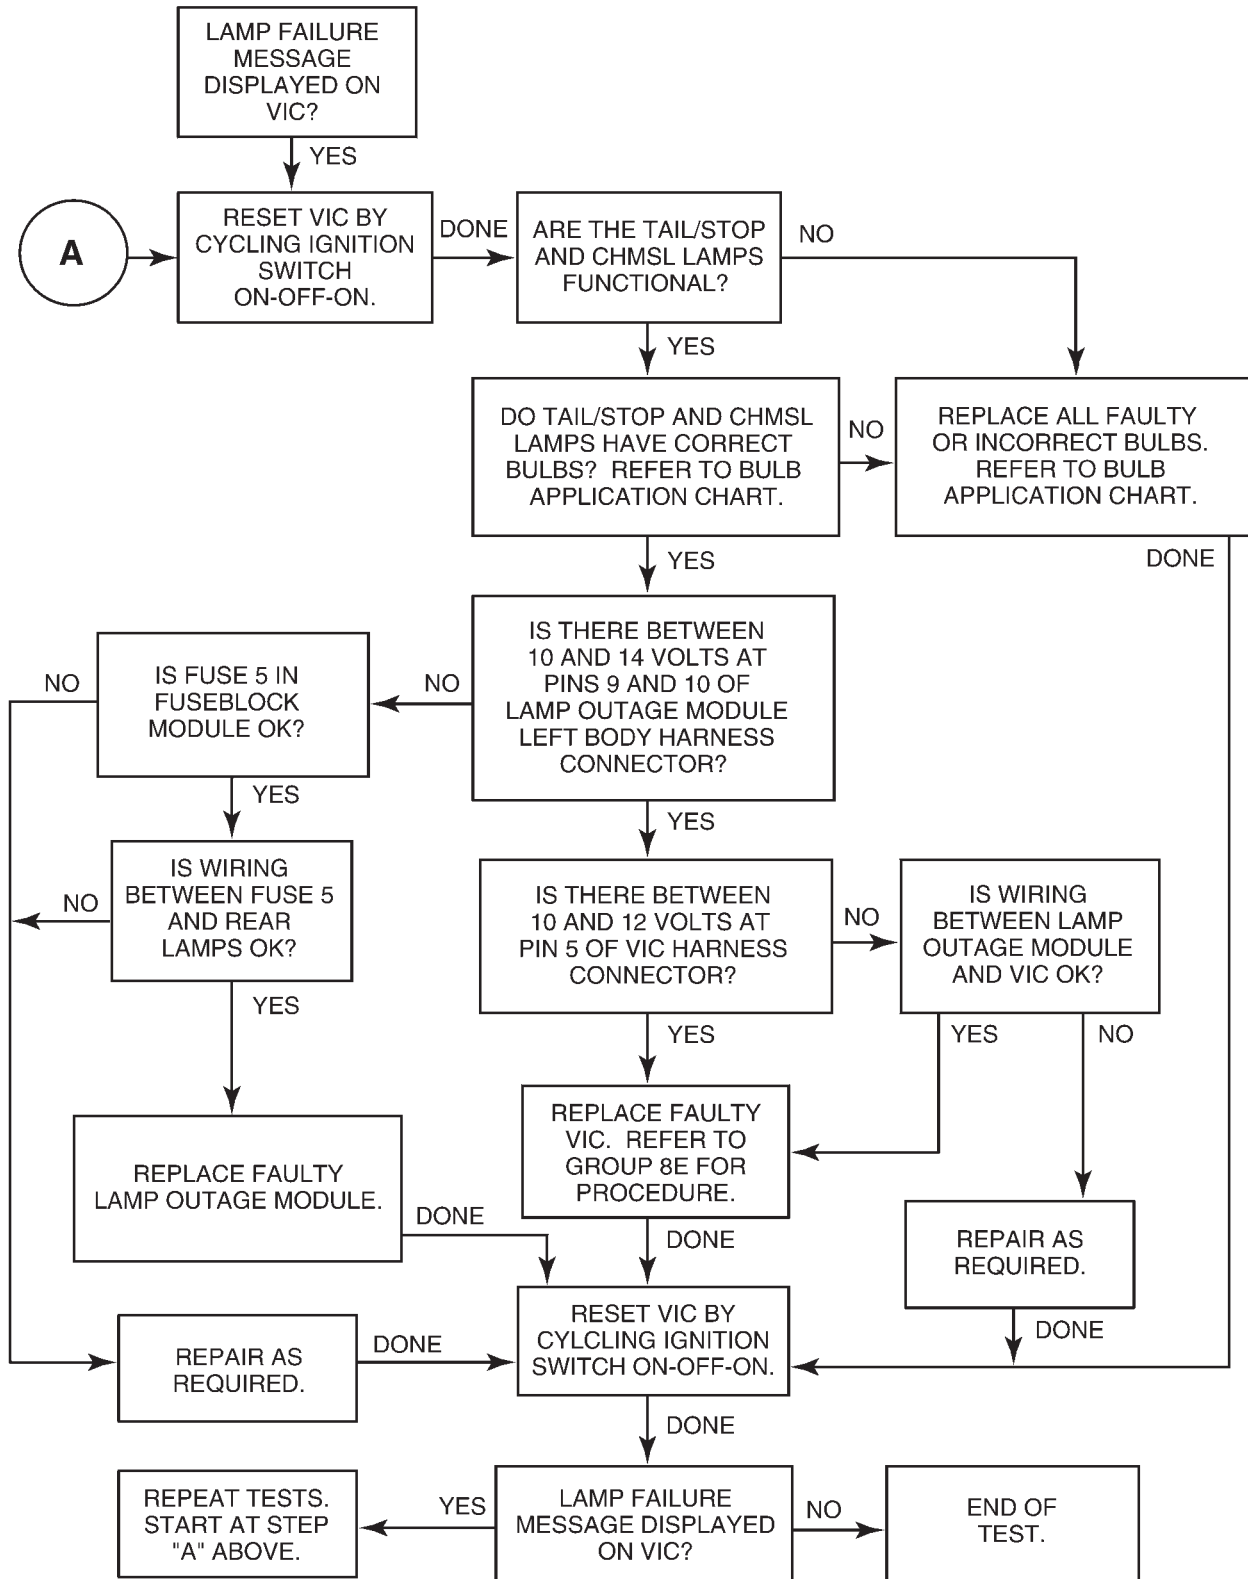 LAMP FAILURE
MESSAGE
DISPLAYED ON
VIC?
YES
A
RESET VIC BY
CYCLING IGNITION
SWITCH
ON-OFF-ON.
DONE
ARE THE TAIL/STOP
AND CHMSL LAMPS
FUNCTIONAL?
NO
YES
DO TAIL/STOP AND CHMSL
LAMPS HAVE CORRECT
BULBS? REFER TO BULB
APPLICATION CHART.
NO
REPLACE ALL FAULTY
OR INCORRECT BULBS.
REFER TO BULB
APPLICATION CHART.
YES
DONE
IS THERE BETWEEN
10 AND 14 VOLTS AT
PINS 9 AND 10 OF
LAMP OUTAGE MODULE
LEFT BODY HARNESS
CONNECTOR?
NO
IS FUSE 5 IN
FUSEBLOCK
MODULE OK?
NO
YES
YES
IS WIRING
BETWEEN FUSE 5
AND REAR
LAMPS OK?
NO
YES
IS THERE BETWEEN
10 AND 12 VOLTS AT
PIN 5 OF VIC HARNESS
CONNECTOR?
NO
IS WIRING
BETWEEN LAMP
OUTAGE MODULE
AND VIC OK?
YES
YES
NO
REPLACE FAULTY
LAMP OUTAGE MODULE.
DONE
REPLACE FAULTY
VIC. REFER TO
GROUP 8E FOR
PROCEDURE.
DONE
REPAIR AS
REQUIRED.
DONE
REPAIR AS
REQUIRED.
DONE
RESET VIC BY
CYLCLING IGNITION
SWITCH ON-OFF-ON.
DONE
REPEAT TESTS.
START AT STEP
"A" ABOVE.
YES
LAMP FAILURE
MESSAGE DISPLAYED
ON VIC?
NO
END OF
TEST.